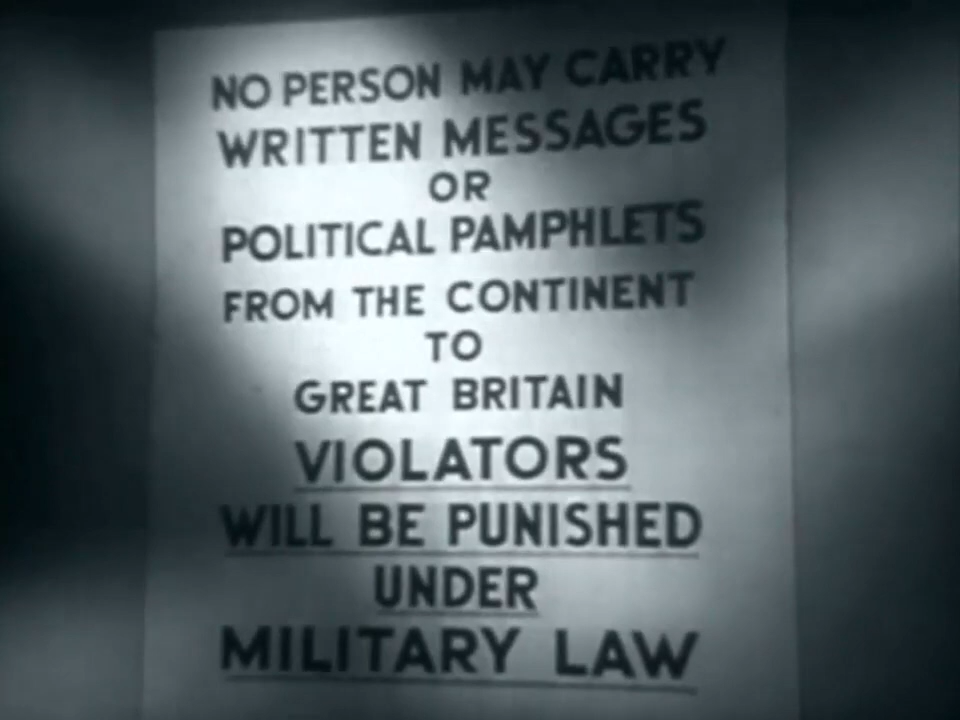 NO PERSON MAY CARRY
WRITTEN MESSAGES
OR
POLITICAL PAMPHLETS
FROM THE CONTINENT
TO
GREAT BRITAIN
VIOLATORS
WILL BE PUNISHED
UNDER
MILITARY LAW